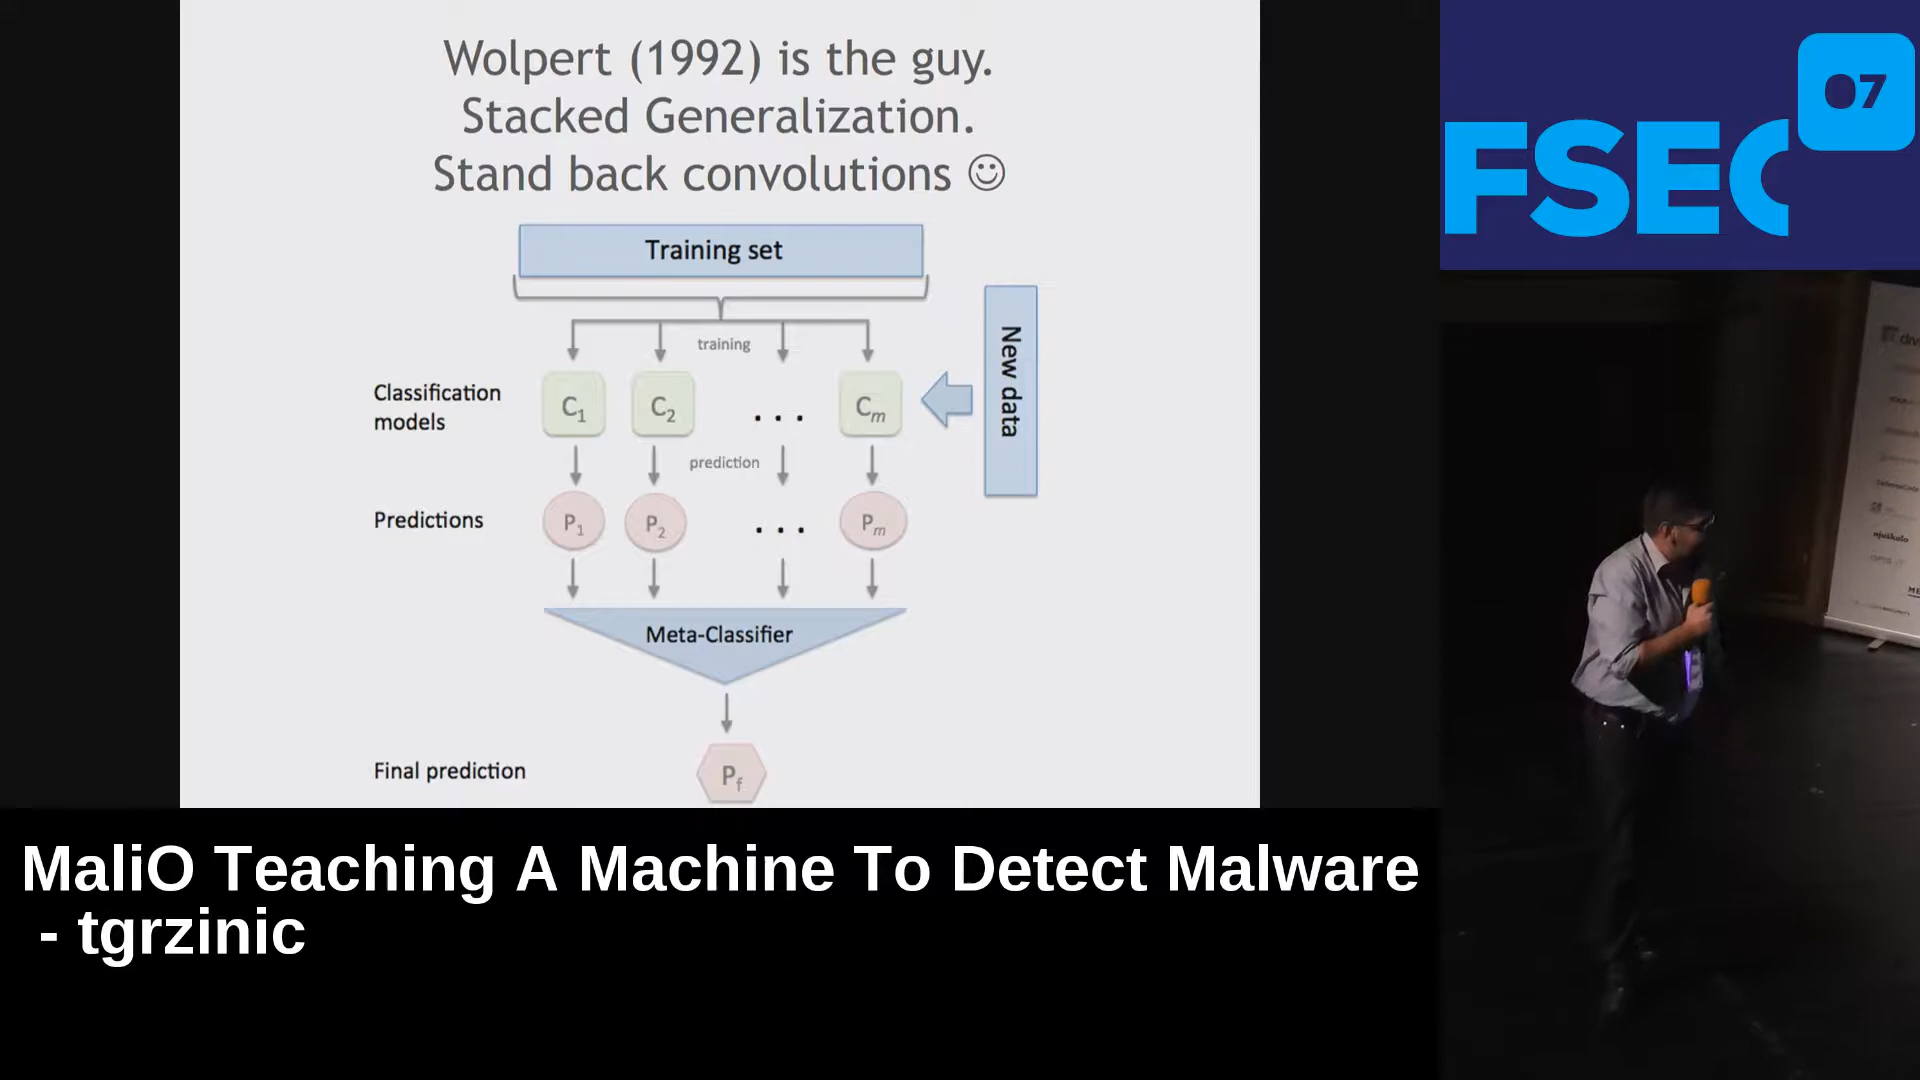 Wolpert (1992) is the guy.
Stacked Generalization.
Stand back convolutions ☺
Training set
training
New data
Classification
models
C1
C2
. . .
Cm
prediction
Predictions
P1
P2
. . .
Pm
Meta-Classifier
Final prediction
Pf
FSEC
07
njuškalo
MaliO Teaching A Machine To Detect Malware
- tgrzinic